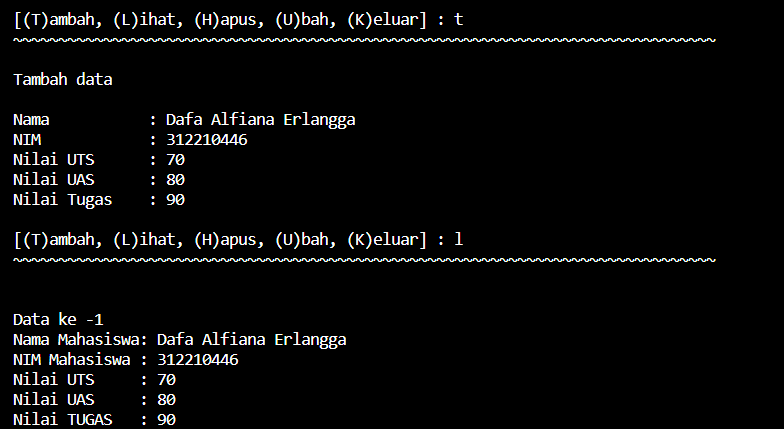 [(T)ambah, (L)ihat, (H)apus, (U)bah, (K)eluar] : t
~~~~~~~~~~~~~~~~~~~~~~~~~~~~~~~~~~~~~~~~~~~~~~~~~~~~~~~~~~~~~~~~~~~~~~~~~~~~~~
Tambah data
Nama           : Dafa Alfiana Erlangga
NIM            : 312210446
Nilai UTS      : 70
Nilai UAS      : 80
Nilai Tugas    : 90
[(T)ambah, (L)ihat, (H)apus, (U)bah, (K)eluar] : l
~~~~~~~~~~~~~~~~~~~~~~~~~~~~~~~~~~~~~~~~~~~~~~~~~~~~~~~~~~~~~~~~~~~~~~~~~~~~~~
Data ke -1
Nama Mahasiswa: Dafa Alfiana Erlangga
NIM Mahasiswa : 312210446
Nilai UTS     : 70
Nilai UAS     : 80
Nilai TUGAS   : 90